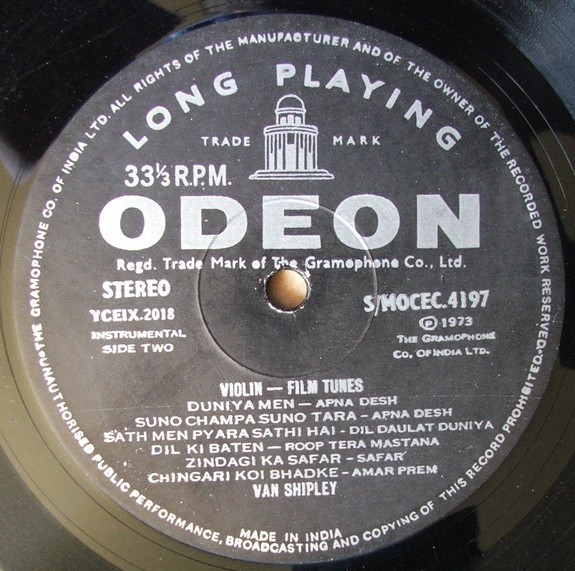 THE GRAMOPHONE CO. OF INDIA LTD. ALL RIGHTS OF THE MANUFACTURER AND OF THE OWNER OF THE RECORDED WORK RESERVED.
UNAUTHORISED PUBLIC PERFORMANCE, BROADCASTING AND COPYING OF THIS RECORD PROHIBITED.
LONG PLAYING
TRADE MARK
33⅓ R.P.M.
ODEON
Regd. Trade Mark of The Gramophone Co., Ltd.
STEREO
YCEIX.2018
INSTRUMENTAL
SIDE TWO
S/MOCEC.4197
Ⓟ 1973
THE GRAMOPHONE
CO. OF INDIA LTD.
VIOLIN — FILM TUNES
DUNIYA MEN — APNA DESH
SUNO CHAMPA SUNO TARA - APNA DESH
SATH MEN PYARA SATHI HAI - DIL DAULAT DUNIYA
DIL KI BATEN — ROOP TERA MASTANA
ZINDAGI KA SAFAR - SAFAR
CHINGARI KOI BHADKE - AMAR PREM
VAN SHIPLEY
MADE IN INDIA